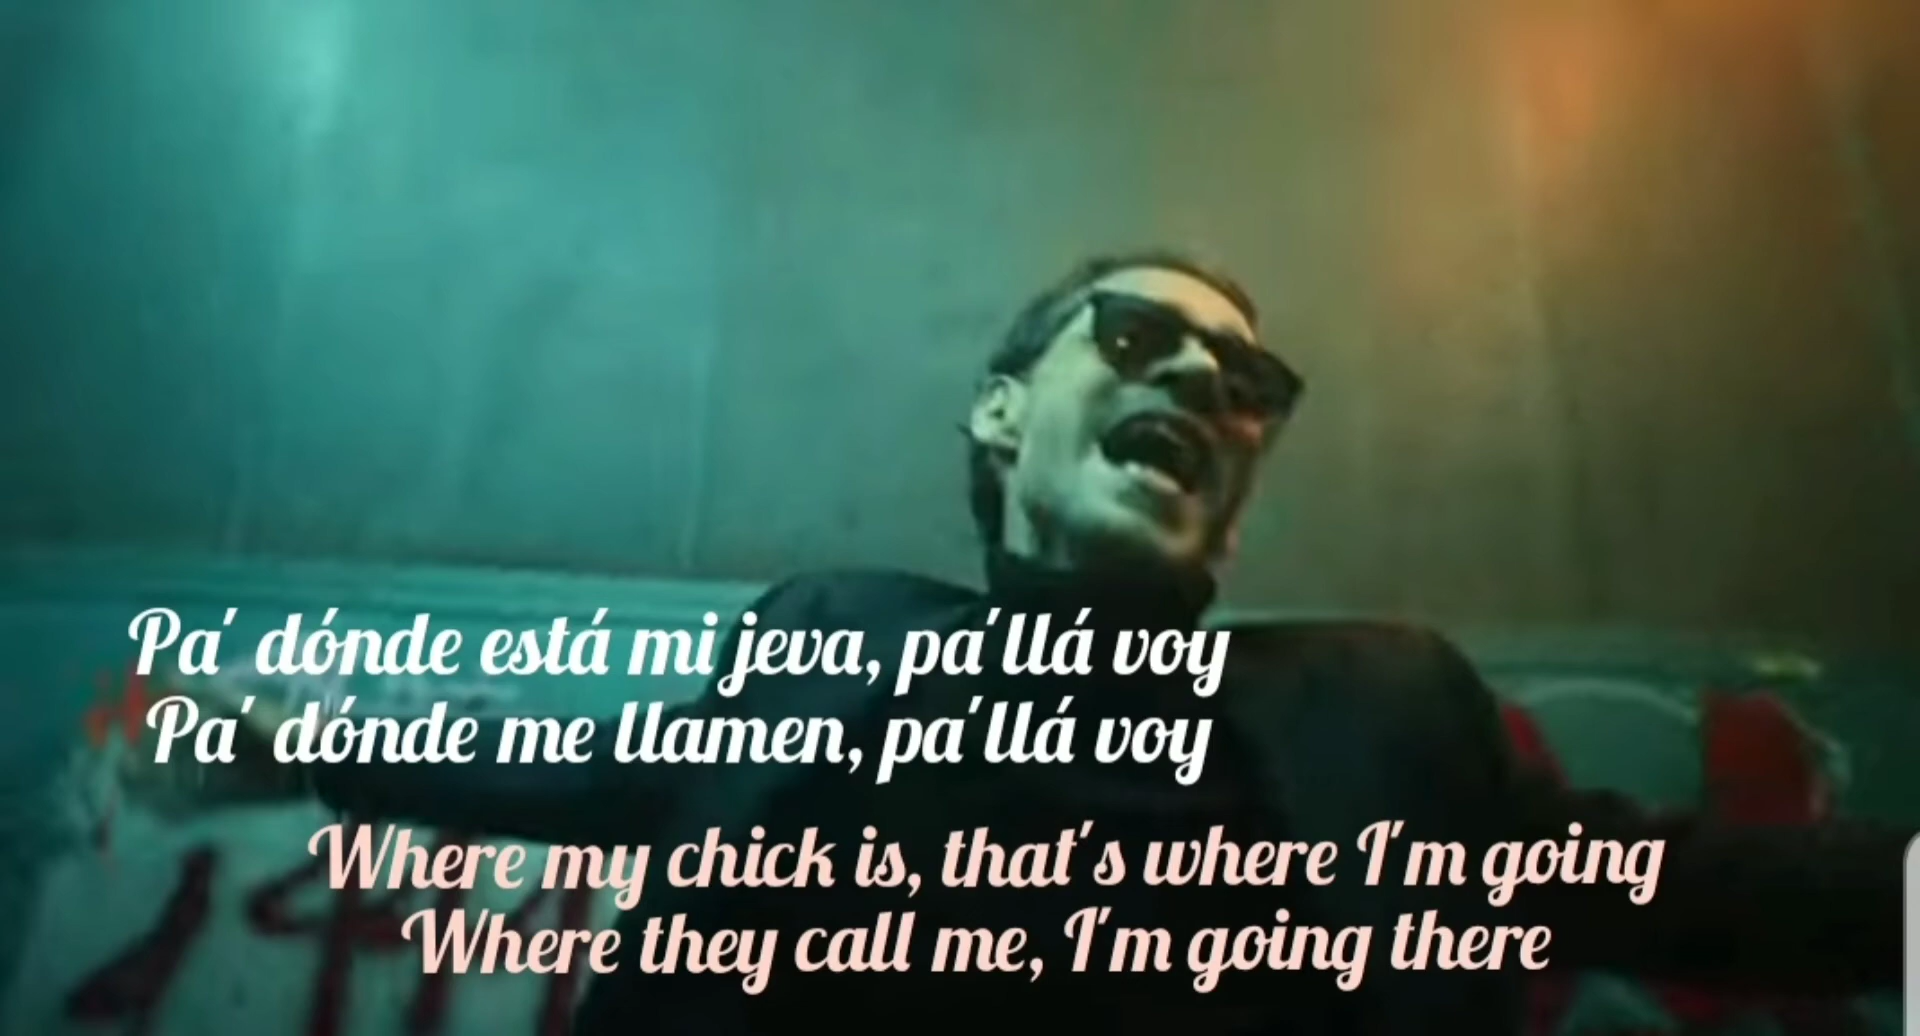 Pa' dónde está mi jeva, pa'llá voy
Pa' dónde me llamen, pa'llá voy
Where my chick is, that's where I'm going
Where they call me, I'm going there